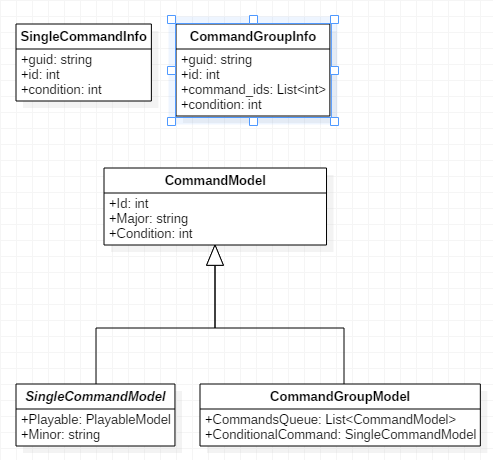 SingleCommandInfo
+guid: string
+id: int
+condition: int
CommandGroupInfo
+guid: string
+id: int
+command_ids: List<int>
+condition: int
CommandModel
+Id: int
+Major: string
+Condition: int
SingleCommandModel
+Playable: PlayableModel
+Minor: string
CommandGroupModel
+CommandsQueue: List<CommandModel>
+ConditionalCommand: SingleCommandModel